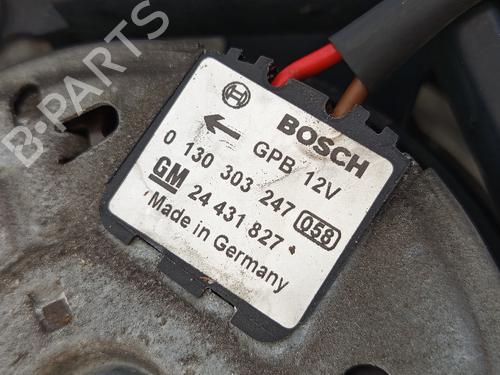 BOSCH
GPB 12V
0 130 303 247 058
GM 24 431 827
Made in Germany
B-PARTS